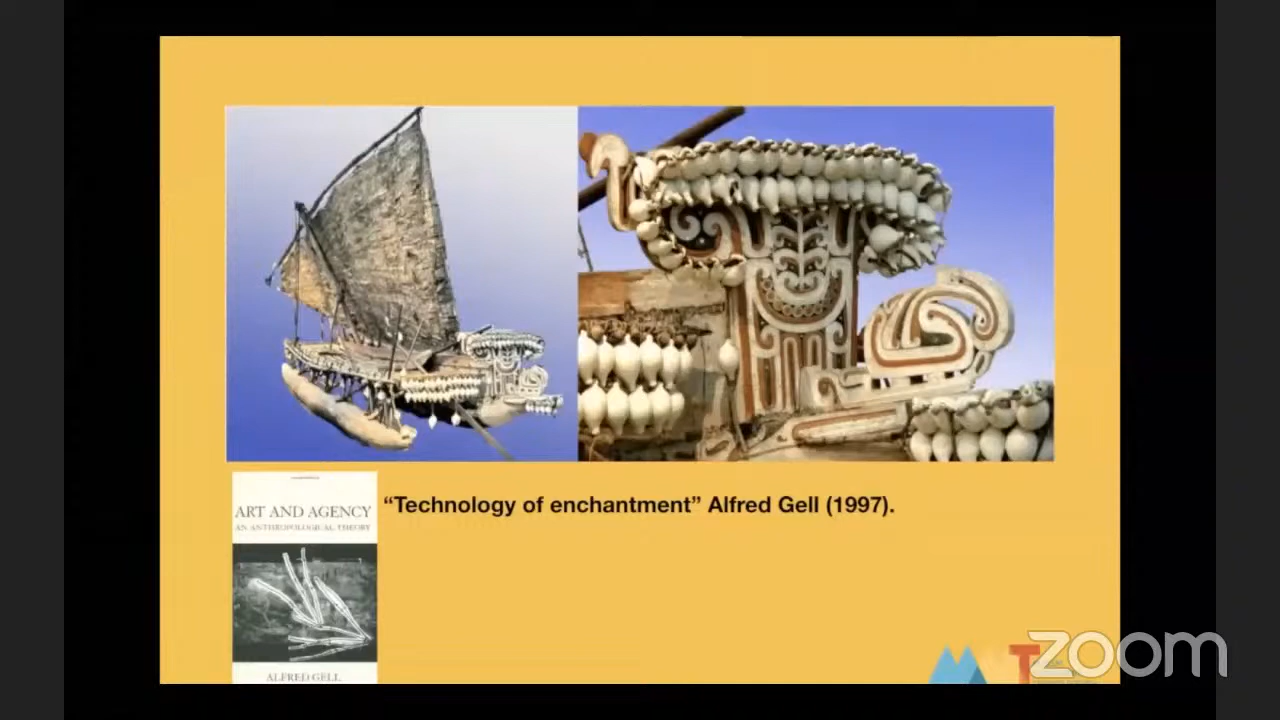 “Technology of enchantment” Alfred Gell (1997).
ART AND AGENCY
AN ANTHROPOLOGICAL THEORY
ALFRED GELL
T
zoom